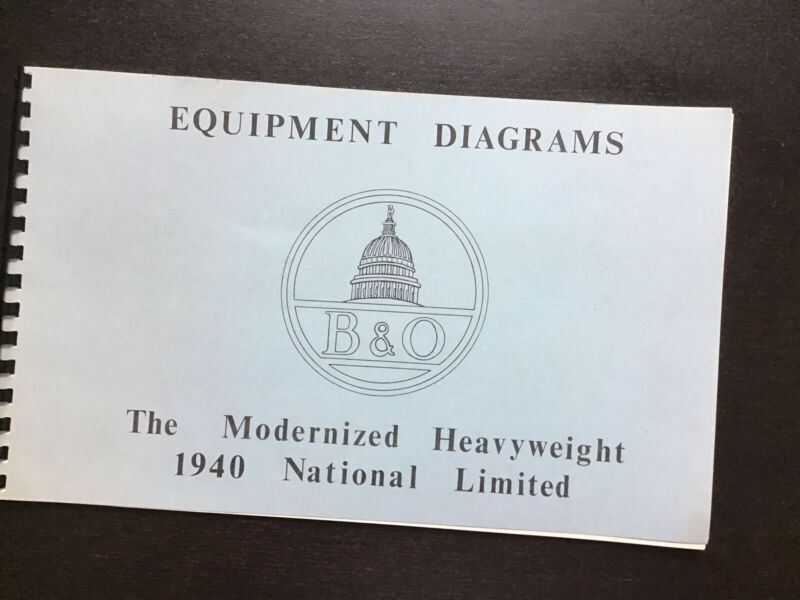 EQUIPMENT DIAGRAMS
B & O
The Modernized Heavyweight
1940 National Limited